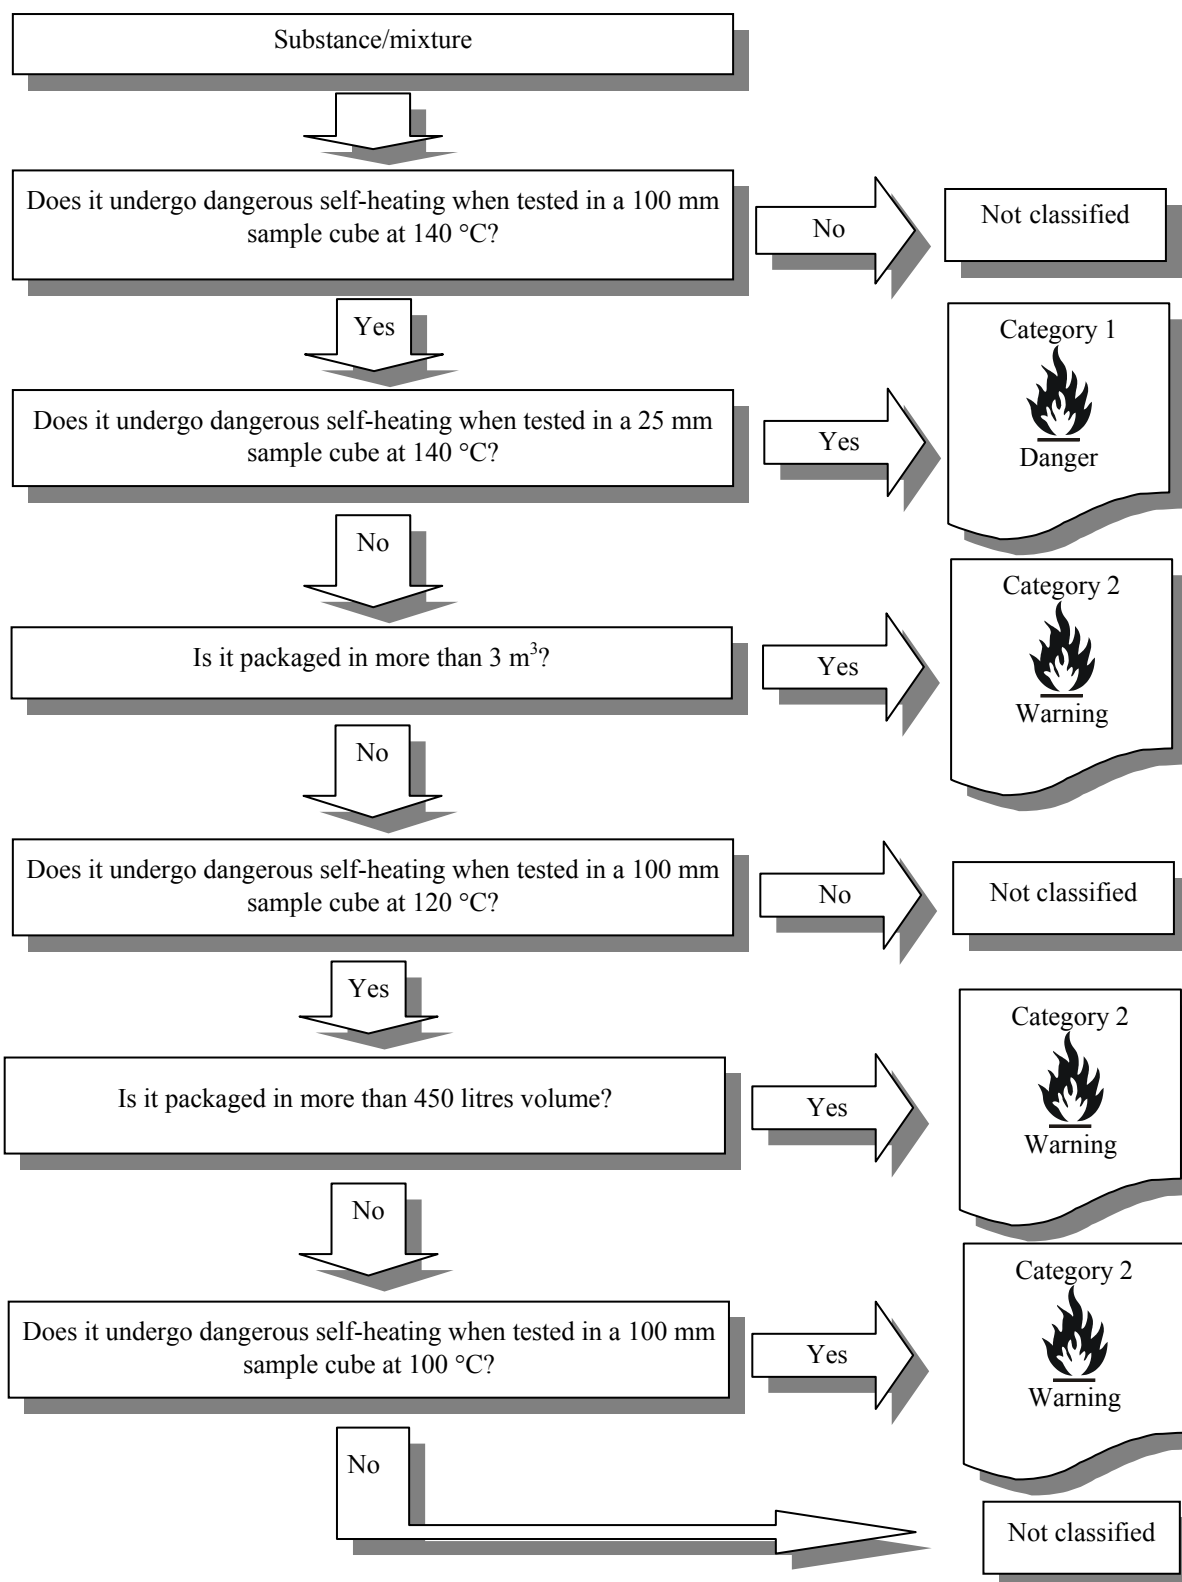 Substance/mixture
Does it undergo dangerous self-heating when tested in a 100 mm
sample cube at 140 °C?
No
Not classified
Yes
Category 1
Danger
Does it undergo dangerous self-heating when tested in a 25 mm
sample cube at 140 °C?
Yes
No
Category 2
Warning
Is it packaged in more than 3 m³?
Yes
No
Does it undergo dangerous self-heating when tested in a 100 mm
sample cube at 120 °C?
No
Not classified
Yes
Category 2
Warning
Is it packaged in more than 450 litres volume?
Yes
No
Category 2
Warning
Does it undergo dangerous self-heating when tested in a 100 mm
sample cube at 100 °C?
Yes
No
Not classified